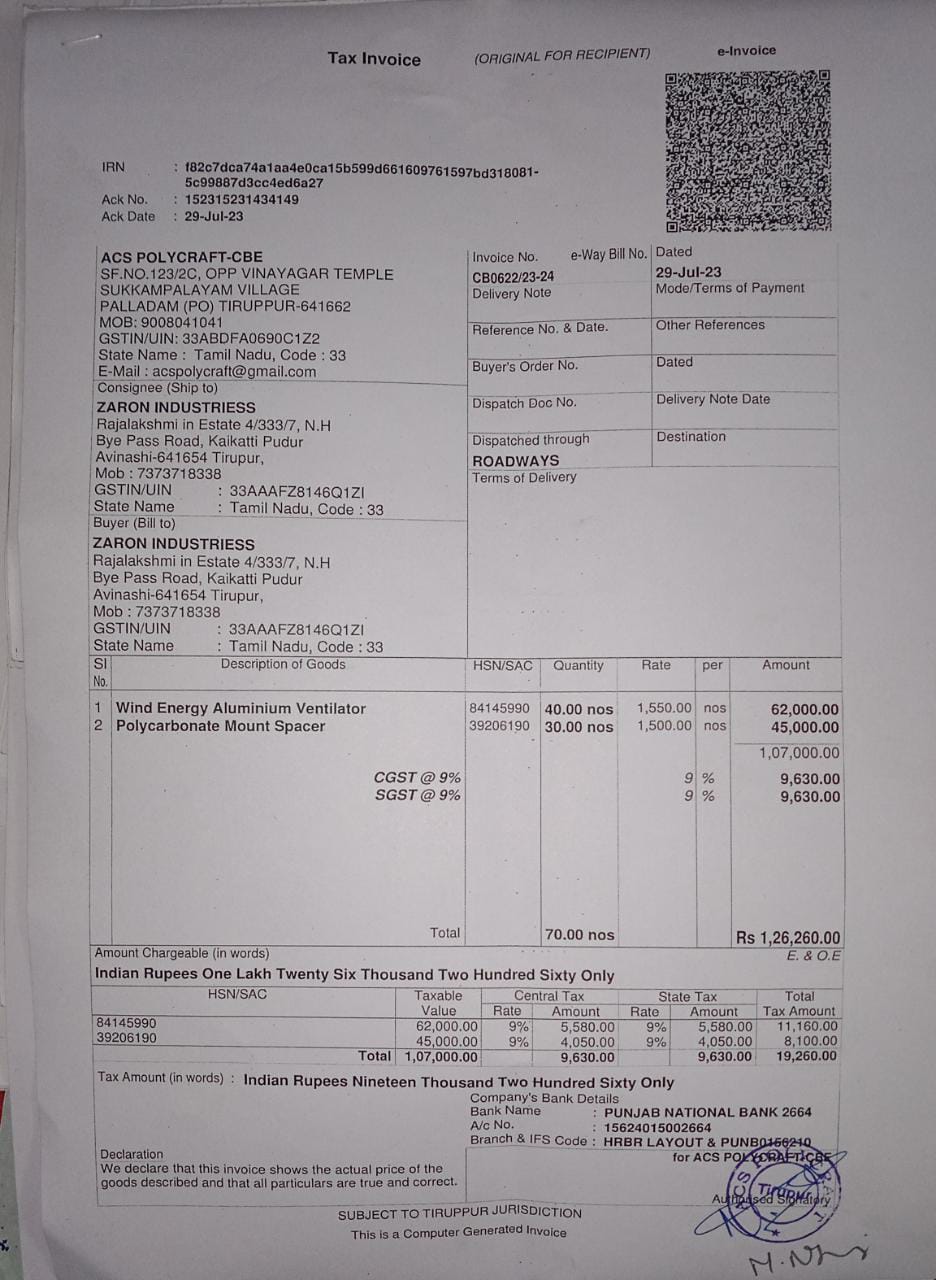 Tax Invoice (ORIGINAL FOR RECIPIENT) e-Invoice
IRN : f82c7dca74a1aa4e0ca15b599d661609761597bd318081-
5c99887d3cc4ed6a27
Ack No. : 152315231434149
Ack Date : 29-Jul-23
ACS POLYCRAFT-CBE
SF.NO.123/2C, OPP VINAYAGAR TEMPLE
SUKKAMPALAYAM VILLAGE
PALLADAM (PO) TIRUPPUR-641662
MOB: 9008041041
GSTIN/UIN: 33ABDFA0690C1Z2
State Name : Tamil Nadu, Code : 33
E-Mail : acspolycraft@gmail.com
Invoice No. e-Way Bill No. Dated
CB0622/23-24 29-Jul-23
Delivery Note Mode/Terms of Payment
Reference No. & Date. Other References
Buyer's Order No. Dated
Dispatch Doc No. Delivery Note Date
Dispatched through Destination
ROADWAYS
Terms of Delivery
Consignee (Ship to)
ZARON INDUSTRIESS
Rajalakshmi in Estate 4/333/7, N.H
Bye Pass Road, Kaikatti Pudur
Avinashi-641654 Tirupur,
Mob : 7373718338
GSTIN/UIN : 33AAAFZ8146Q1ZI
State Name : Tamil Nadu, Code : 33
Buyer (Bill to)
ZARON INDUSTRIESS
Rajalakshmi in Estate 4/333/7, N.H
Bye Pass Road, Kaikatti Pudur
Avinashi-641654 Tirupur,
Mob : 7373718338
GSTIN/UIN : 33AAAFZ8146Q1ZI
State Name : Tamil Nadu, Code : 33
Sl Description of Goods HSN/SAC Quantity Rate per Amount
No.
1 Wind Energy Aluminium Ventilator 84145990 40.00 nos 1,550.00 nos 62,000.00
2 Polycarbonate Mount Spacer 39206190 30.00 nos 1,500.00 nos 45,000.00
1,07,000.00
CGST @ 9% 9 % 9,630.00
SGST @ 9% 9 % 9,630.00
Total 70.00 nos Rs 1,26,260.00
Amount Chargeable (in words) E. & O.E
Indian Rupees One Lakh Twenty Six Thousand Two Hundred Sixty Only
HSN/SAC Taxable Central Tax State Tax Total
Value Rate Amount Rate Amount Tax Amount
84145990 62,000.00 9% 5,580.00 9% 5,580.00 11,160.00
39206190 45,000.00 9% 4,050.00 9% 4,050.00 8,100.00
Total 1,07,000.00 9,630.00 9,630.00 19,260.00
Tax Amount (in words) : Indian Rupees Nineteen Thousand Two Hundred Sixty Only
Company's Bank Details
Bank Name : PUNJAB NATIONAL BANK 2664
A/c No. : 15624015002664
Branch & IFS Code : HRBR LAYOUT & PUNB0156210
Declaration for ACS POLYCRAFT-CBE
We declare that this invoice shows the actual price of the
goods described and that all particulars are true and correct.
Authorised Signatory
SUBJECT TO TIRUPPUR JURISDICTION
This is a Computer Generated Invoice